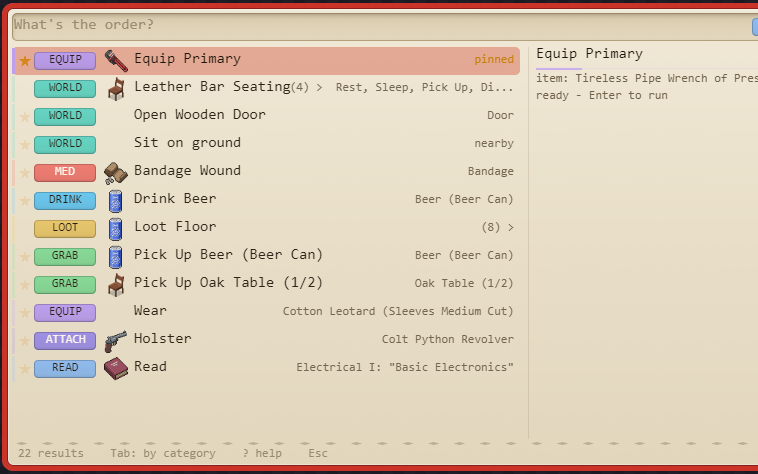 What's the order?
EQUIP Equip Primary pinned
WORLD Leather Bar Seating(4) > Rest, Sleep, Pick Up, Di...
WORLD Open Wooden Door Door
WORLD Sit on ground nearby
MED Bandage Wound Bandage
DRINK Drink Beer Beer (Beer Can)
LOOT Loot Floor (8) >
GRAB Pick Up Beer (Beer Can) Beer (Beer Can)
GRAB Pick Up Oak Table (1/2) Oak Table (1/2)
EQUIP Wear Cotton Leotard (Sleeves Medium Cut)
ATTACH Holster Colt Python Revolver
READ Read Electrical I: "Basic Electronics"
Equip Primary
item: Tireless Pipe Wrench of Pres
ready - Enter to run
22 results Tab: by category ? help Esc